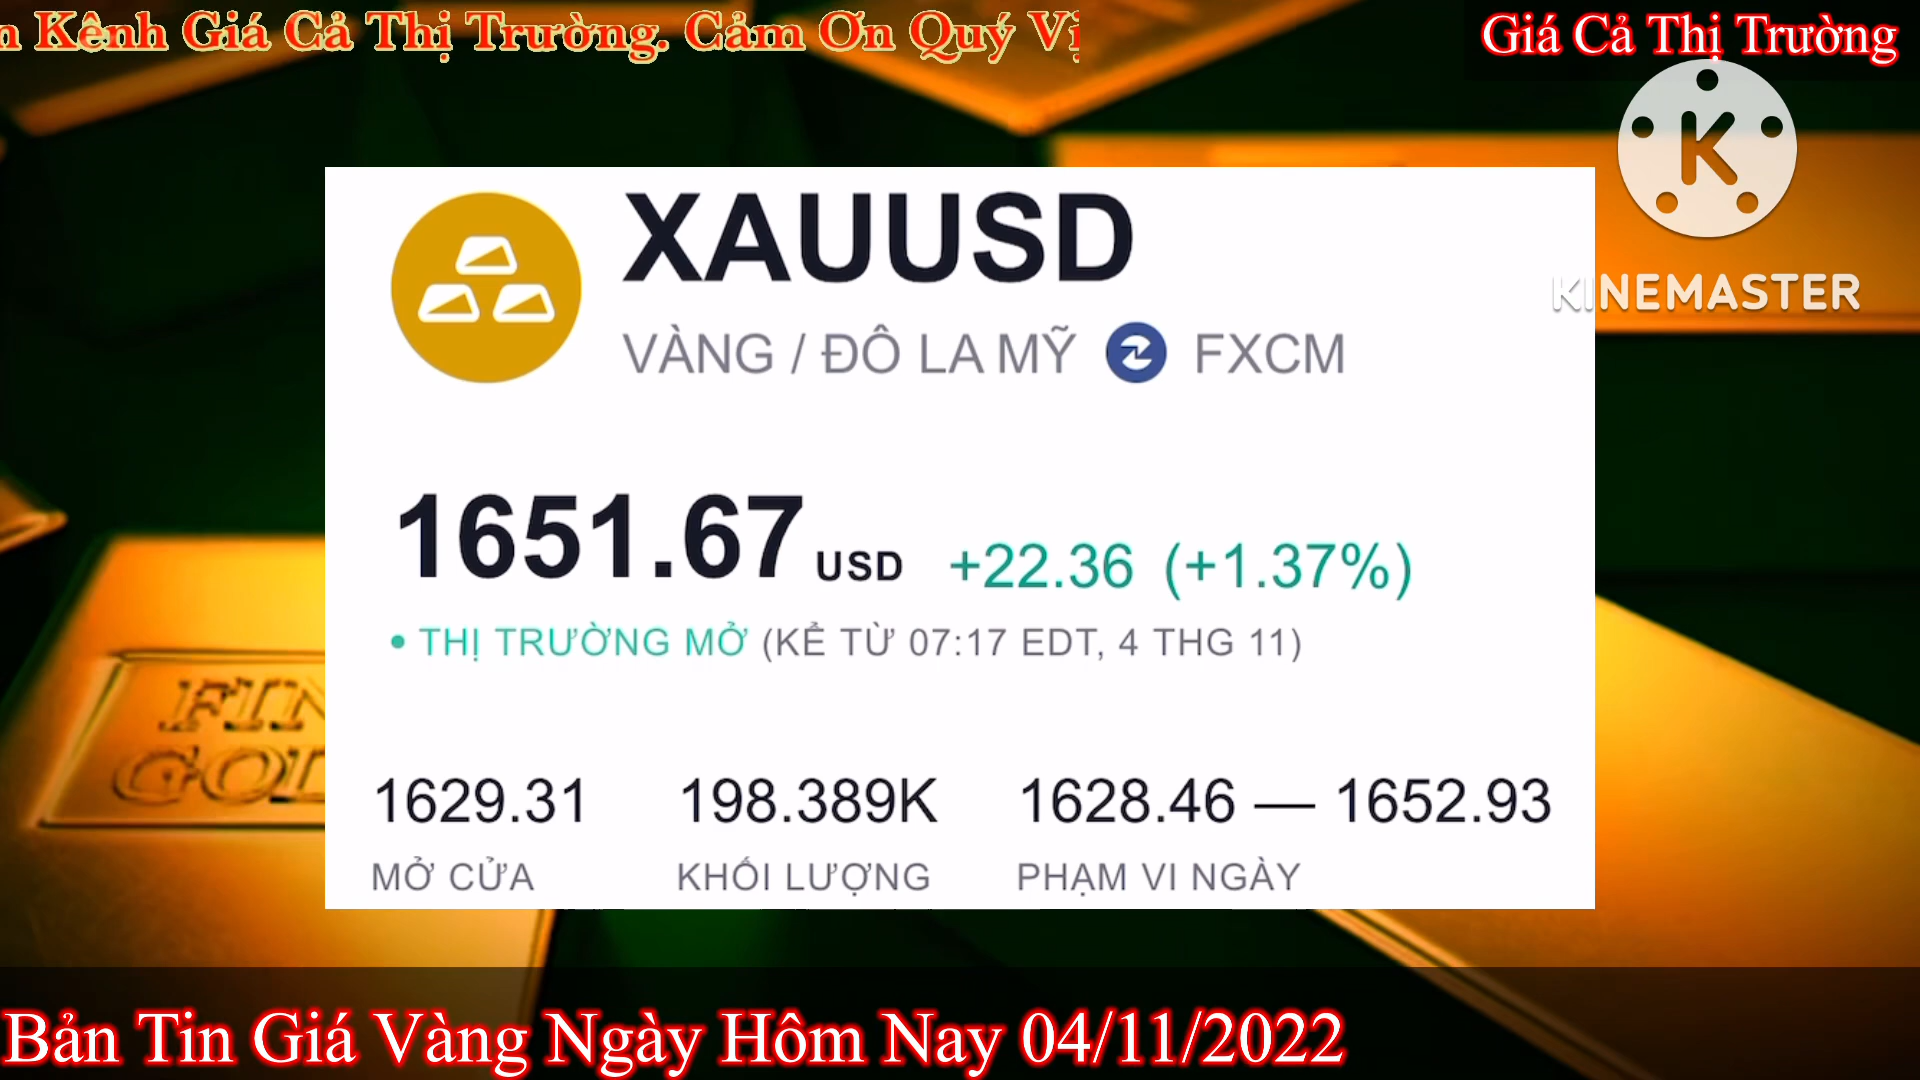 Kênh Giá Cả Thị Trường. Cảm Ơn Quý Vị
Giá Cả Thị Trường
K
KINEMASTER
XAUUSD
VÀNG / ĐÔ LA MỸ FXCM
1651.67 USD +22.36 (+1.37%)
THỊ TRƯỜNG MỞ (KỂ TỪ 07:17 EDT, 4 THG 11)
FIN
GOL
1629.31 198.389K 1628.46 — 1652.93
MỞ CỬA KHỐI LƯỢNG PHẠM VI NGÀY
Bản Tin Giá Vàng Ngày Hôm Nay 04/11/2022